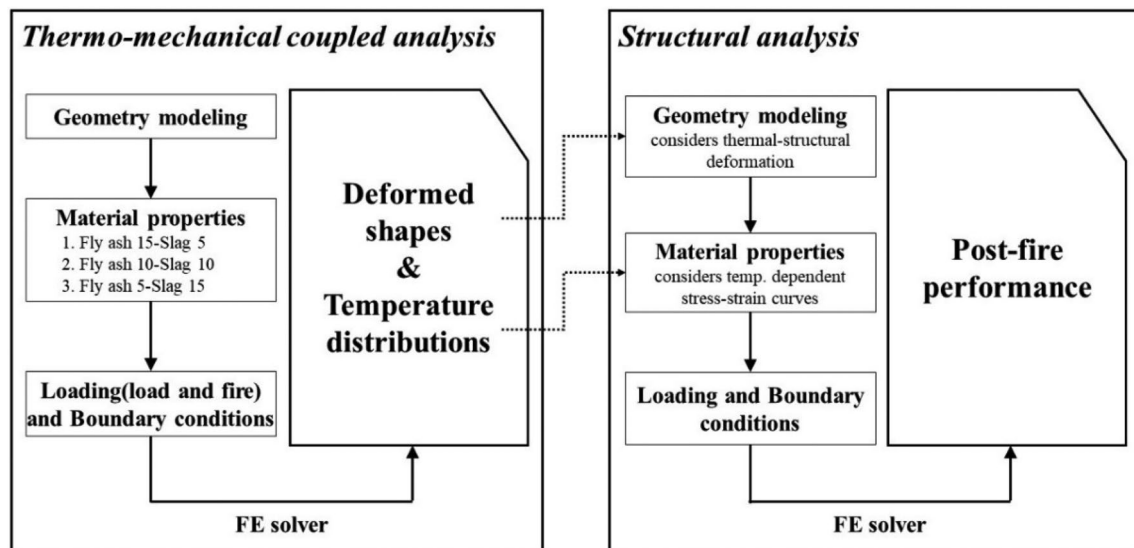 Thermo-mechanical coupled analysis
Geometry modeling
Material properties
1. Fly ash 15-Slag 5
2. Fly ash 10-Slag 10
3. Fly ash 5-Slag 15
Loading(load and fire)
and Boundary conditions
Deformed
shapes
&
Temperature
distributions
FE solver
Structural analysis
Geometry modeling
considers thermal-structural
deformation
Material properties
considers temp. dependent
stress-strain curves
Loading and Boundary
conditions
Post-fire
performance
FE solver